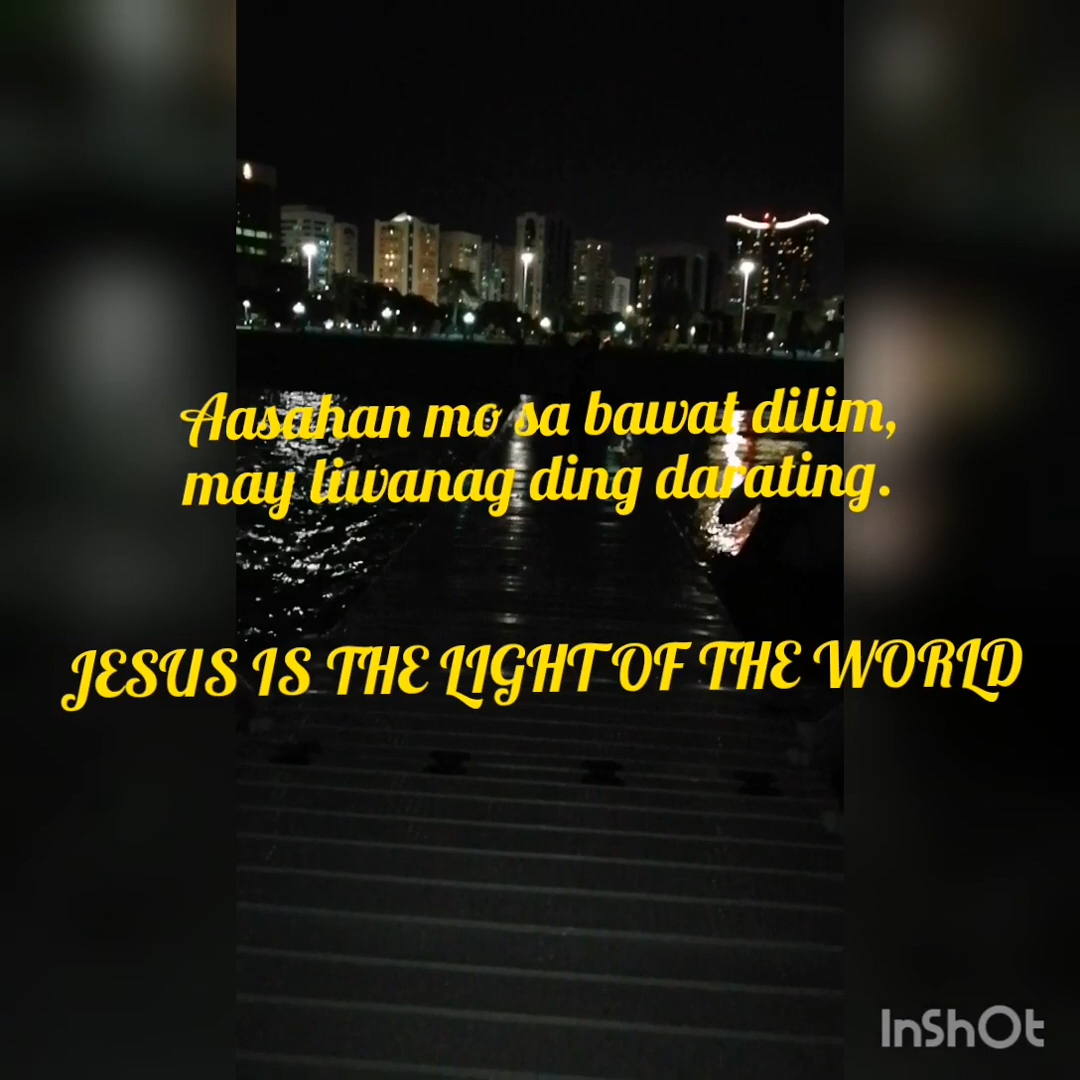 Aasahan mo sa bawat dilim,
may liwanag ding darating.
JESUS IS THE LIGHT OF THE WORLD
InShOt